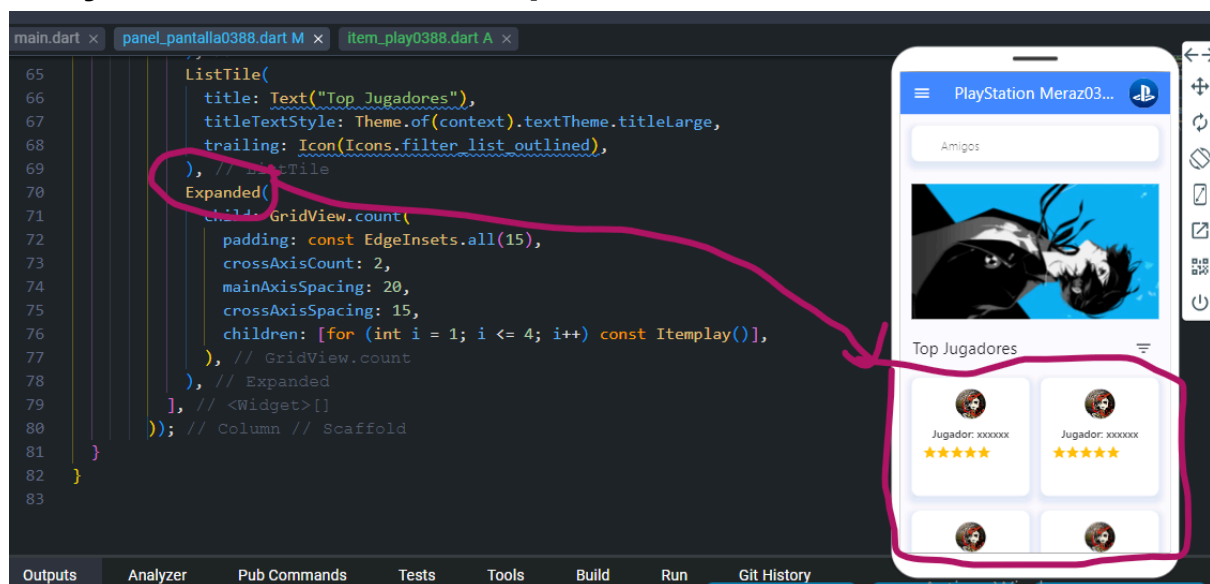 main.dart × panel_pantalla0388.dart M × item_play0388.dart A ×
65 ListTile(
66 title: Text("Top Jugadores"),
67 titleTextStyle: Theme.of(context).textTheme.titleLarge,
68 trailing: Icon(Icons.filter_list_outlined),
69 ), // ListTile
70 Expanded(
71 child: GridView.count(
72 padding: const EdgeInsets.all(15),
73 crossAxisCount: 2,
74 mainAxisSpacing: 20,
75 crossAxisSpacing: 15,
76 children: [for (int i = 1; i <= 4; i++) const Itemplay()],
77 ), // GridView.count
78 ), // Expanded
79 ], // <Widget>[]
80 )); // Column // Scaffold
81 }
82 }
83
Outputs Analyzer Pub Commands Tests Tools Build Run Git History
PlayStation Meraz03...
Amigos
Top Jugadores
Jugador: xxxxxx Jugador: xxxxxx